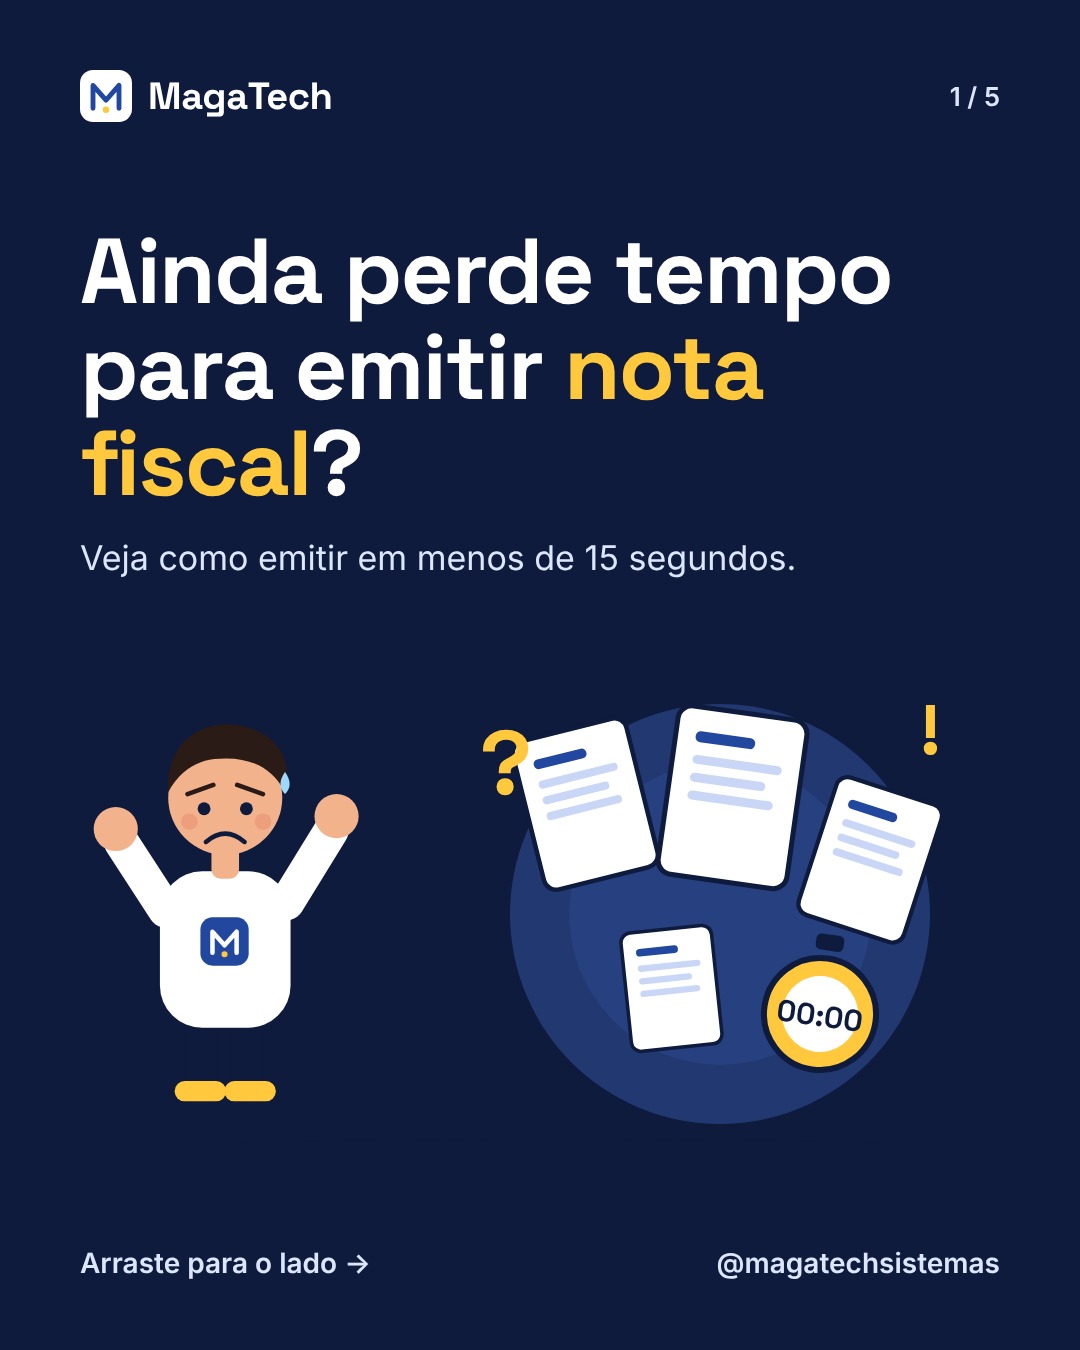 MagaTech
1 / 5
Ainda perde tempo
para emitir nota
fiscal?
Veja como emitir em menos de 15 segundos.
?
!
M
00:00
Arraste para o lado →
@magatechsistemas